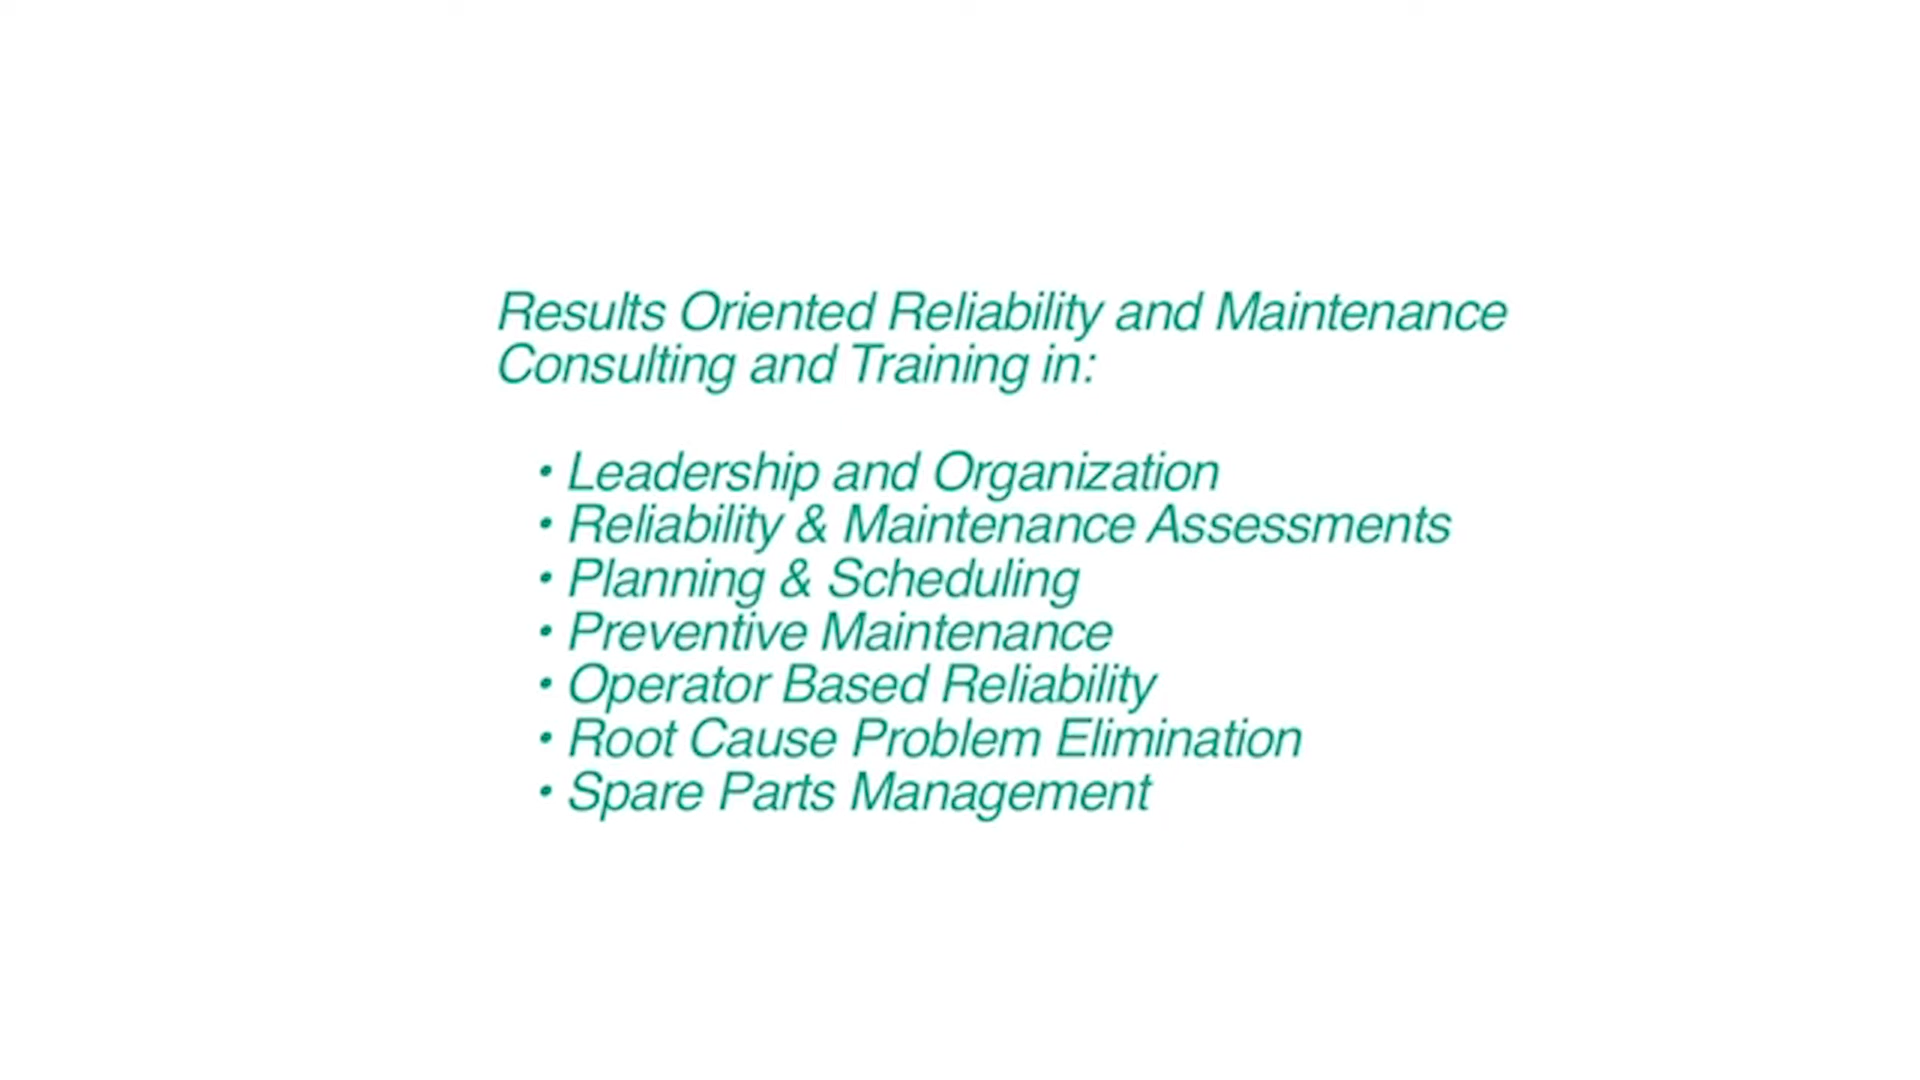 Results Oriented Reliability and Maintenance
Consulting and Training in:
• Leadership and Organization
• Reliability & Maintenance Assessments
• Planning & Scheduling
• Preventive Maintenance
• Operator Based Reliability
• Root Cause Problem Elimination
• Spare Parts Management